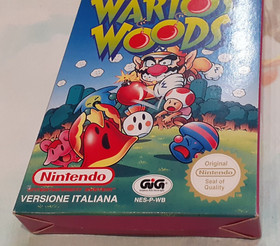 WARIO'S
WOODS
Nintendo
VERSIONE ITALIANA
GiG
NES-P-WB
Original
Nintendo
Seal of
Quality